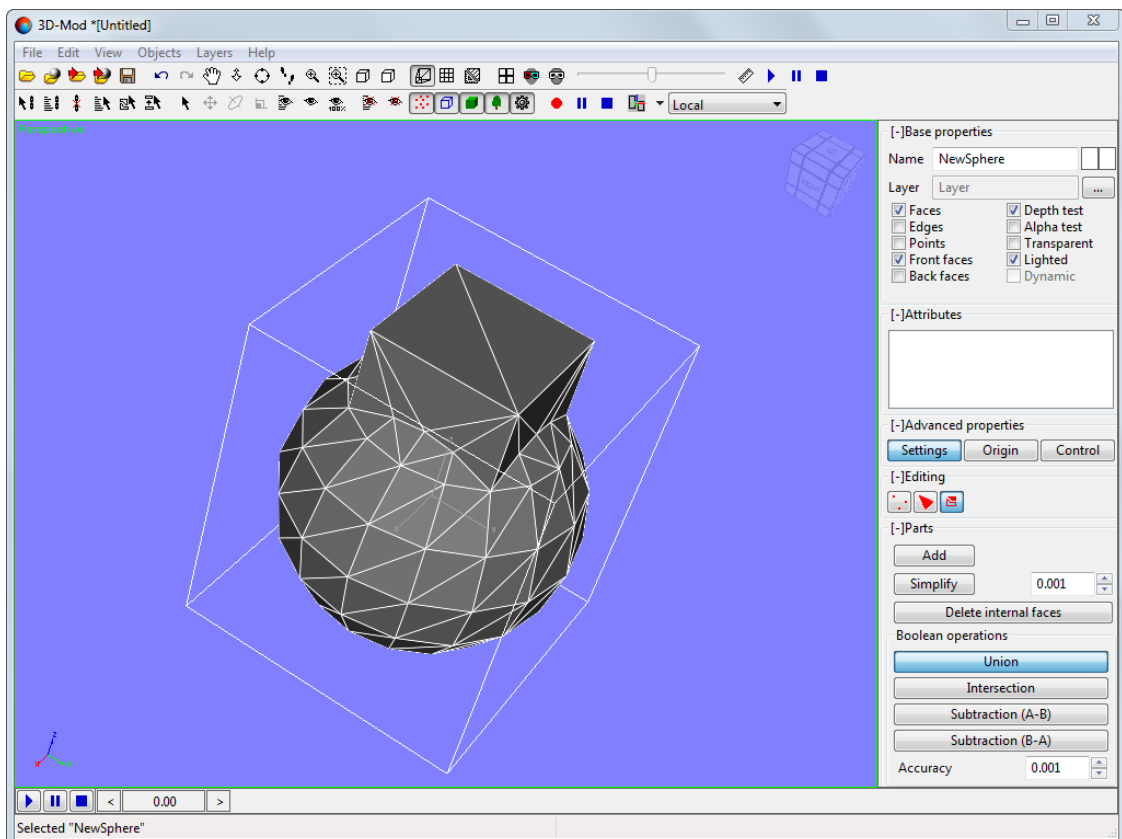 3D-Mod *[Untitled]
File Edit View Objects Layers Help
100%
Local
Perspective
[-]Base properties
Name NewSphere
Layer Layer ...
Faces Depth test
Edges Alpha test
Points Transparent
Front faces Lighted
Back faces Dynamic
[-]Attributes
[-]Advanced properties
Settings Origin Control
[-]Editing
[-]Parts
Add
Simplify 0.001
Delete internal faces
Boolean operations
Union
Intersection
Subtraction (A-B)
Subtraction (B-A)
Accuracy 0.001
z
x y
z
x y
< 0.00 >
Selected "NewSphere"